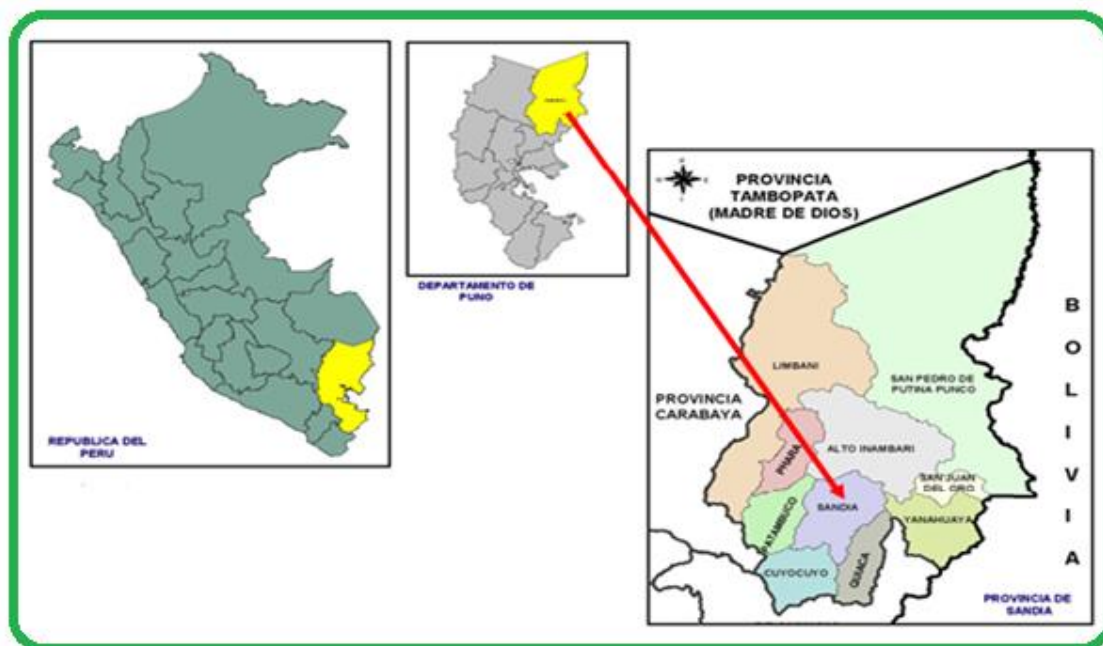 REPUBLICA DEL
PERU
DEPARTAMENTO DE
PUNO
PROVINCIA
TAMBOPATA
(MADRE DE DIOS)
BOLIVIA
LIMBANI
SAN PEDRO DE
PUTINA PUNCO
PROVINCIA
CARABAYA
PHARA
ALTO INAMBARI
SAN JUAN
DEL ORO
SANDIA
YANAHUAYA
PATAMBUCO
QUIACA
CUYOCUYO
PROVINCIA DE
SANDIA